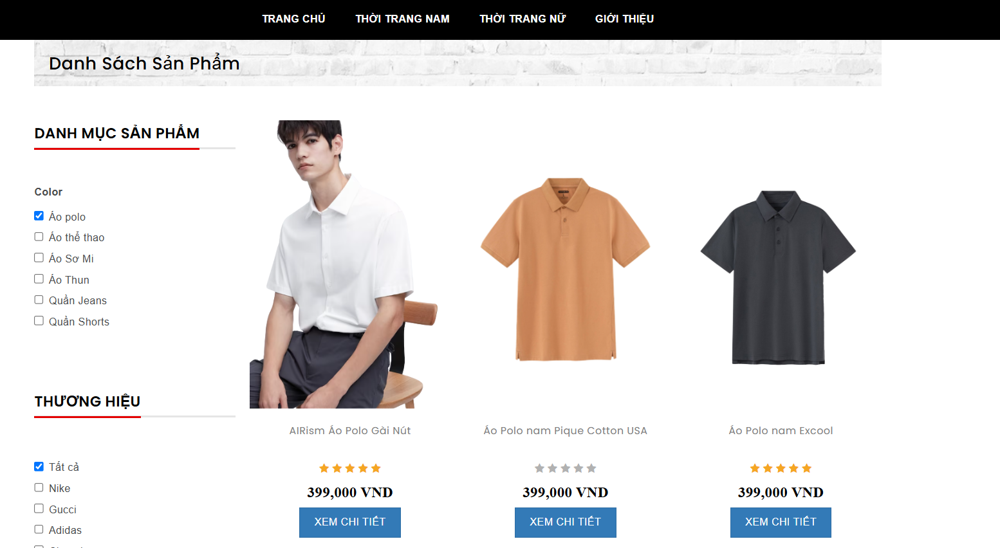 TRANG CHỦ THỜI TRANG NAM THỜI TRANG NỮ GIỚI THIỆU
Danh Sách Sản Phẩm
DANH MỤC SẢN PHẨM
Color
Áo polo
Áo thể thao
Áo Sơ Mi
Áo Thun
Quần Jeans
Quần Shorts
THƯƠNG HIỆU
Tất cả
Nike
Gucci
Adidas
AIRism Áo Polo Gài Nút
399,000 VND
XEM CHI TIẾT
Áo Polo nam Pique Cotton USA
399,000 VND
XEM CHI TIẾT
Áo Polo nam Excool
399,000 VND
XEM CHI TIẾT